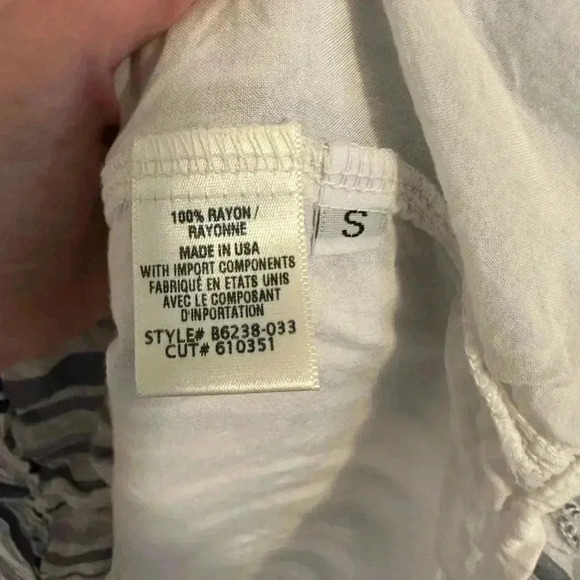 100% RAYON/
RAYONNE
MADE IN USA
WITH IMPORT COMPONENTS
FABRIQUÉ EN ETATS UNIS
AVEC LE COMPOSANT
D'INPORTATION
STYLE# B6238-033
CUT# 610351
S